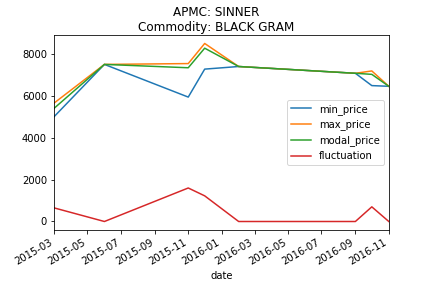 APMC: SINNER
Commodity: BLACK GRAM
8000
6000
4000
2000
0
min_price
max_price
modal_price
fluctuation
2015-03
2015-05
2015-07
2015-09
2015-11
2016-01
2016-03
2016-05
2016-07
2016-09
2016-11
date